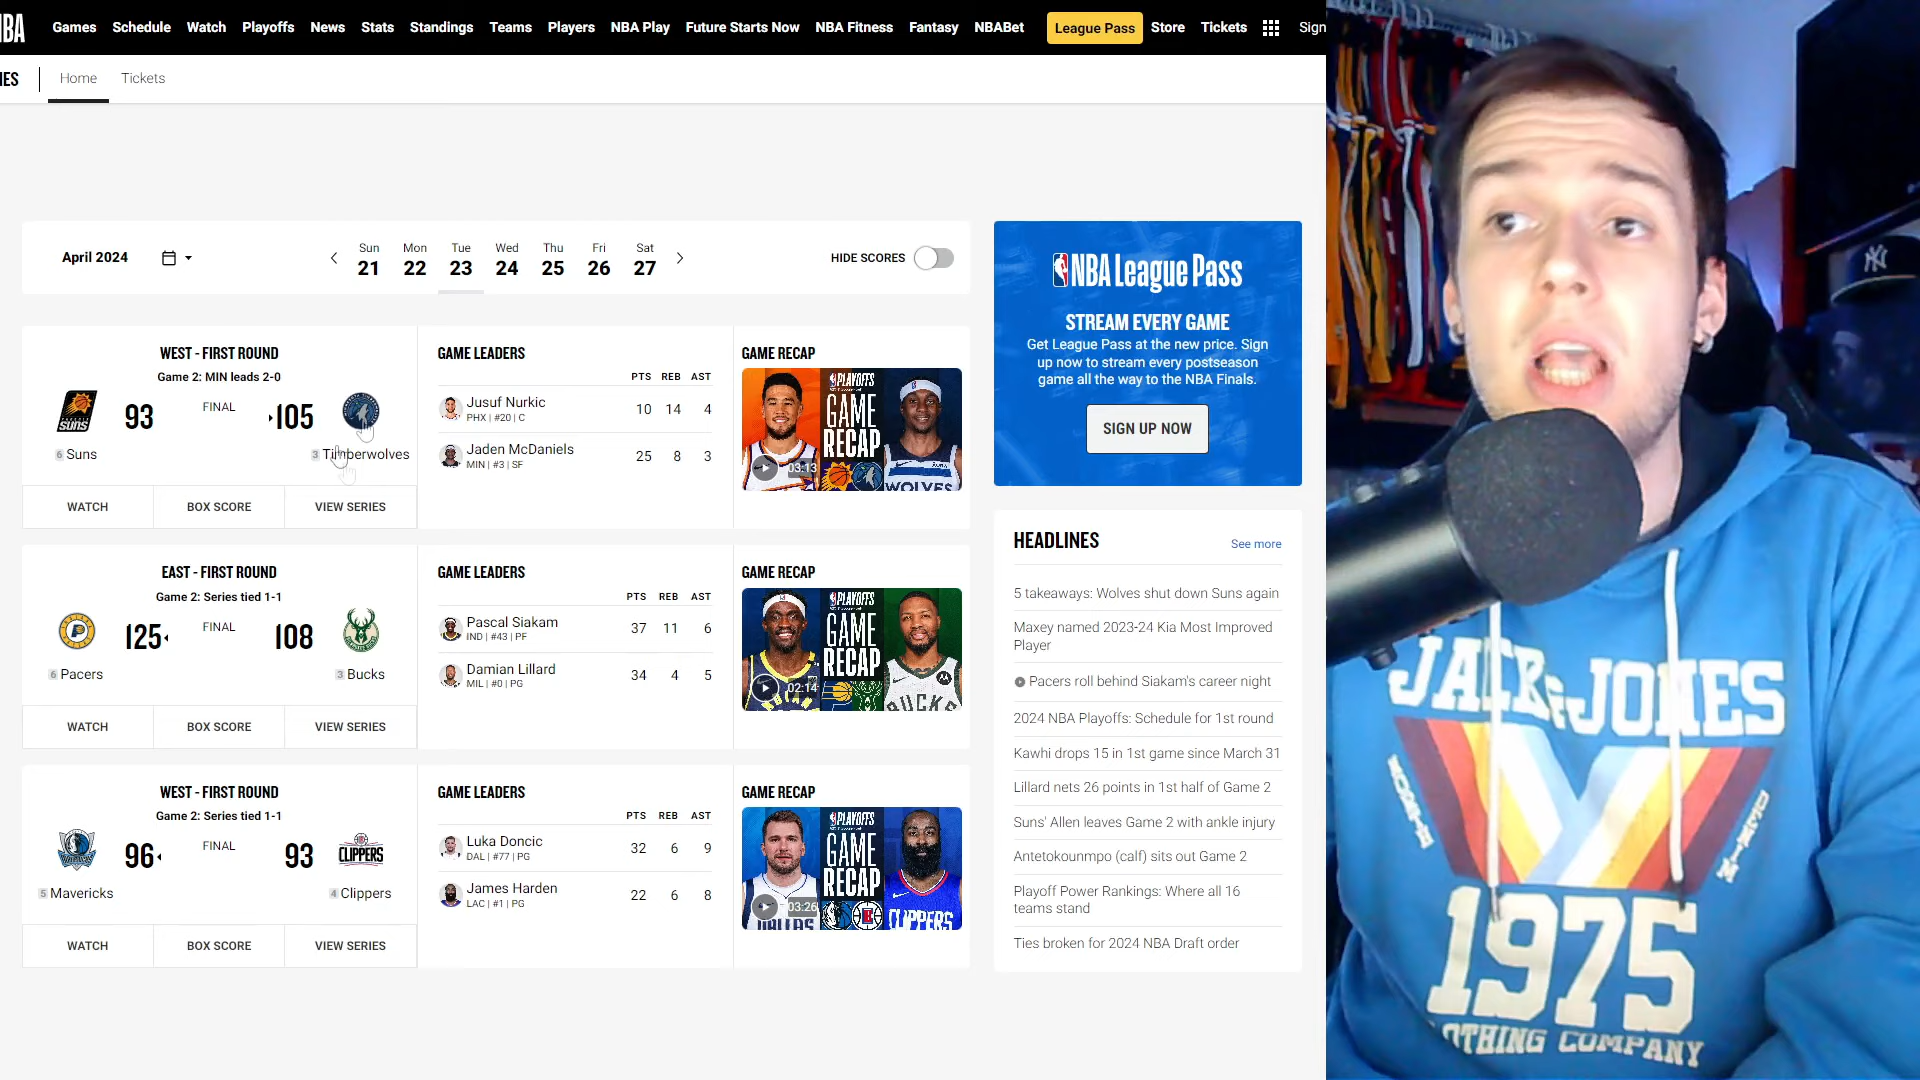 NBA
Games Schedule Watch Playoffs News Stats Standings Teams Players NBA Play Future Starts Now NBA Fitness Fantasy NBABet League Pass Store Tickets Sign
Home Tickets
April 2024
Sun Mon Tue Wed Thu Fri Sat
21 22 23 24 25 26 27
HIDE SCORES
WEST - FIRST ROUND
Game 2: MIN leads 2-0
SUNS
93 FINAL 105
6 Suns 3 Timberwolves
WATCH BOX SCORE VIEW SERIES
GAME LEADERS
PTS REB AST
Jusuf Nurkic
PHX | #20 | C
10 14 4
Jaden McDaniels
MIN | #3 | SF
25 8 3
GAME RECAP
PLAYOFFS
GAME
RECAP
03:13
WOLVES
EAST - FIRST ROUND
Game 2: Series tied 1-1
125 FINAL 108
6 Pacers 3 Bucks
WATCH BOX SCORE VIEW SERIES
GAME LEADERS
PTS REB AST
Pascal Siakam
IND | #43 | PF
37 11 6
Damian Lillard
MIL | #0 | PG
34 4 5
GAME RECAP
PLAYOFFS
GAME
RECAP
02:14
BUCKS
WEST - FIRST ROUND
Game 2: Series tied 1-1
96 FINAL 93
CLIPPERS
5 Mavericks 4 Clippers
WATCH BOX SCORE VIEW SERIES
GAME LEADERS
PTS REB AST
Luka Doncic
DAL | #77 | PG
32 6 9
James Harden
LAC | #1 | PG
22 6 8
GAME RECAP
PLAYOFFS
GAME
RECAP
03:26
DALLAS
CLIPPERS
NBA League Pass
STREAM EVERY GAME
Get League Pass at the new price. Sign
up now to stream every postseason
game all the way to the NBA Finals.
SIGN UP NOW
HEADLINES
See more
5 takeaways: Wolves shut down Suns again
Maxey named 2023-24 Kia Most Improved
Player
Pacers roll behind Siakam's career night
2024 NBA Playoffs: Schedule for 1st round
Kawhi drops 15 in 1st game since March 31
Lillard nets 26 points in 1st half of Game 2
Suns' Allen leaves Game 2 with ankle injury
Antetokounmpo (calf) sits out Game 2
Playoff Power Rankings: Where all 16
teams stand
Ties broken for 2024 NBA Draft order
NY
JACK & JONES
DENIM
1975
CLOTHING COMPANY